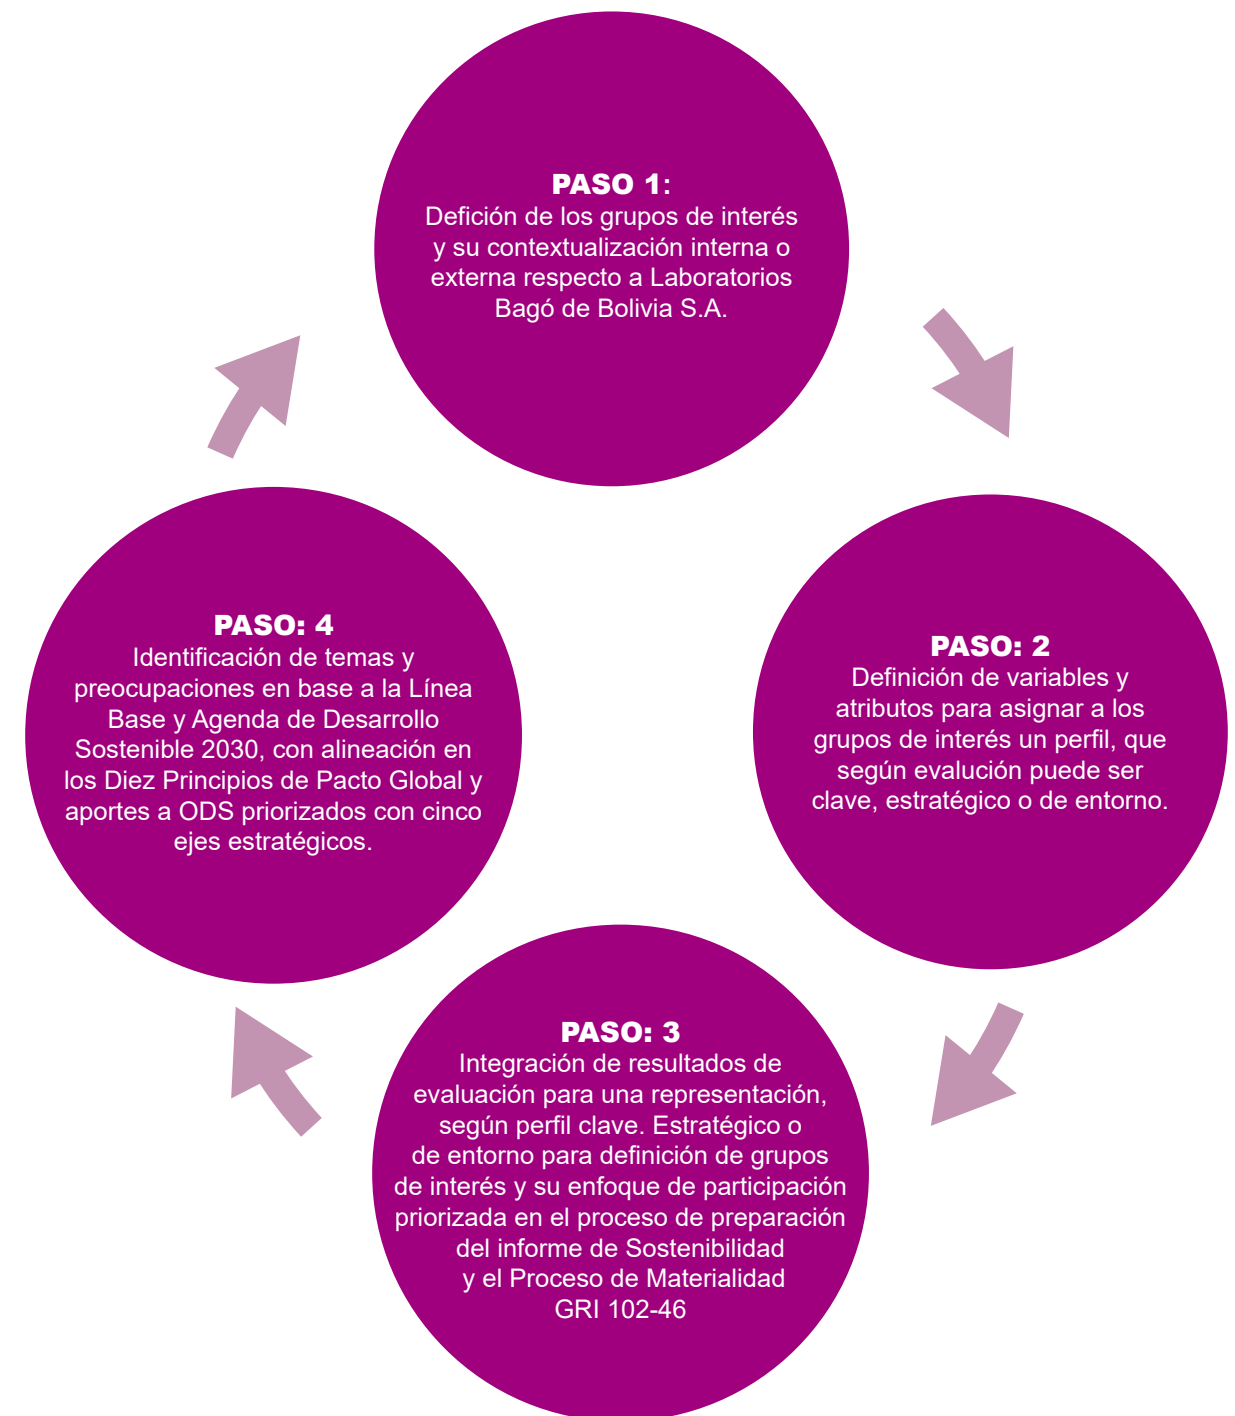 PASO 1:
Defición de los grupos de interés
y su contextualización interna o
externa respecto a Laboratorios
Bagó de Bolivia S.A.
PASO: 2
Definición de variables y
atributos para asignar a los
grupos de interés un perfil, que
según evalución puede ser
clave, estratégico o de entorno.
PASO: 3
Integración de resultados de
evaluación para una representación,
según perfil clave. Estratégico o
de entorno para definición de grupos
de interés y su enfoque de participación
priorizada en el proceso de preparación
del informe de Sostenibilidad
y el Proceso de Materialidad
GRI 102-46
PASO: 4
Identificación de temas y
preocupaciones en base a la Línea
Base y Agenda de Desarrollo
Sostenible 2030, con alineación en
los Diez Principios de Pacto Global y
aportes a ODS priorizados con cinco
ejes estratégicos.